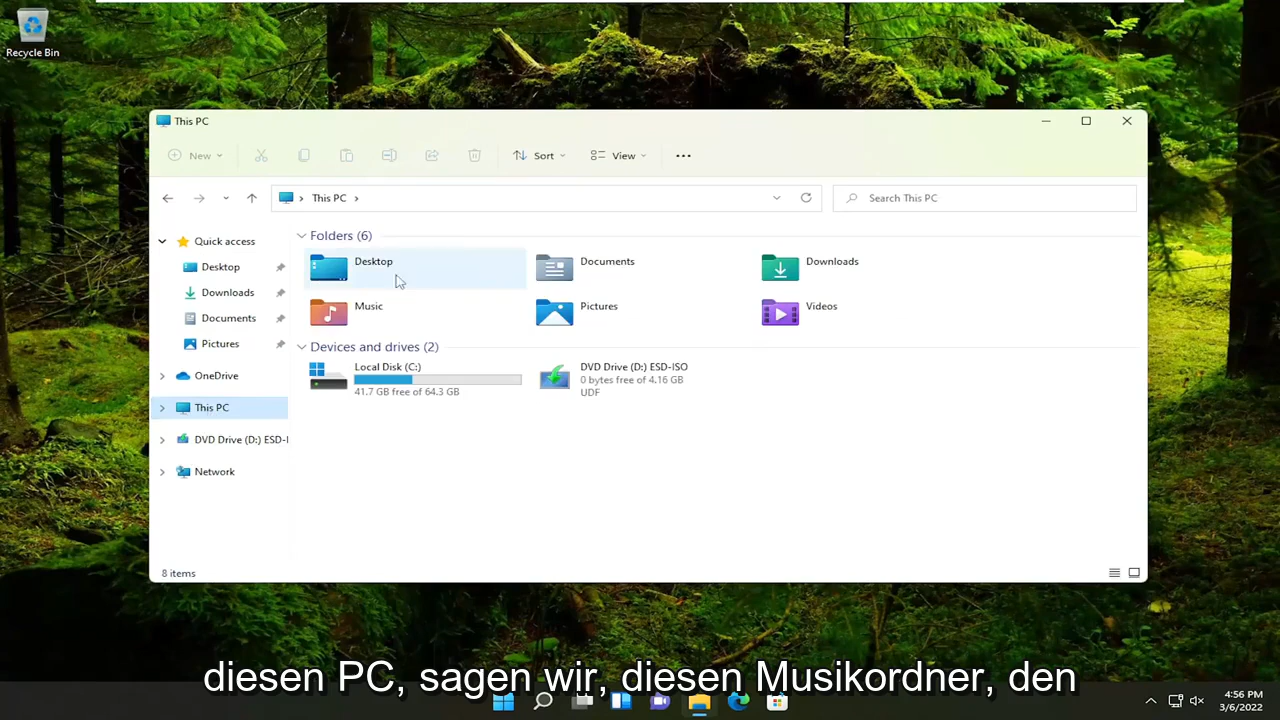 Recycle Bin
This PC
New
Sort
View
This PC
Search This PC
Quick access
Desktop
Downloads
Documents
Pictures
OneDrive
This PC
DVD Drive (D:) ESD-I
Network
Folders (6)
Desktop
Documents
Downloads
Music
Pictures
Videos
Devices and drives (2)
Local Disk (C:)
41.7 GB free of 64.3 GB
DVD Drive (D:) ESD-ISO
0 bytes free of 4.16 GB
UDF
8 items
diesen PC, sagen wir, diesen Musikordner, den
4:56 PM
3/6/2022